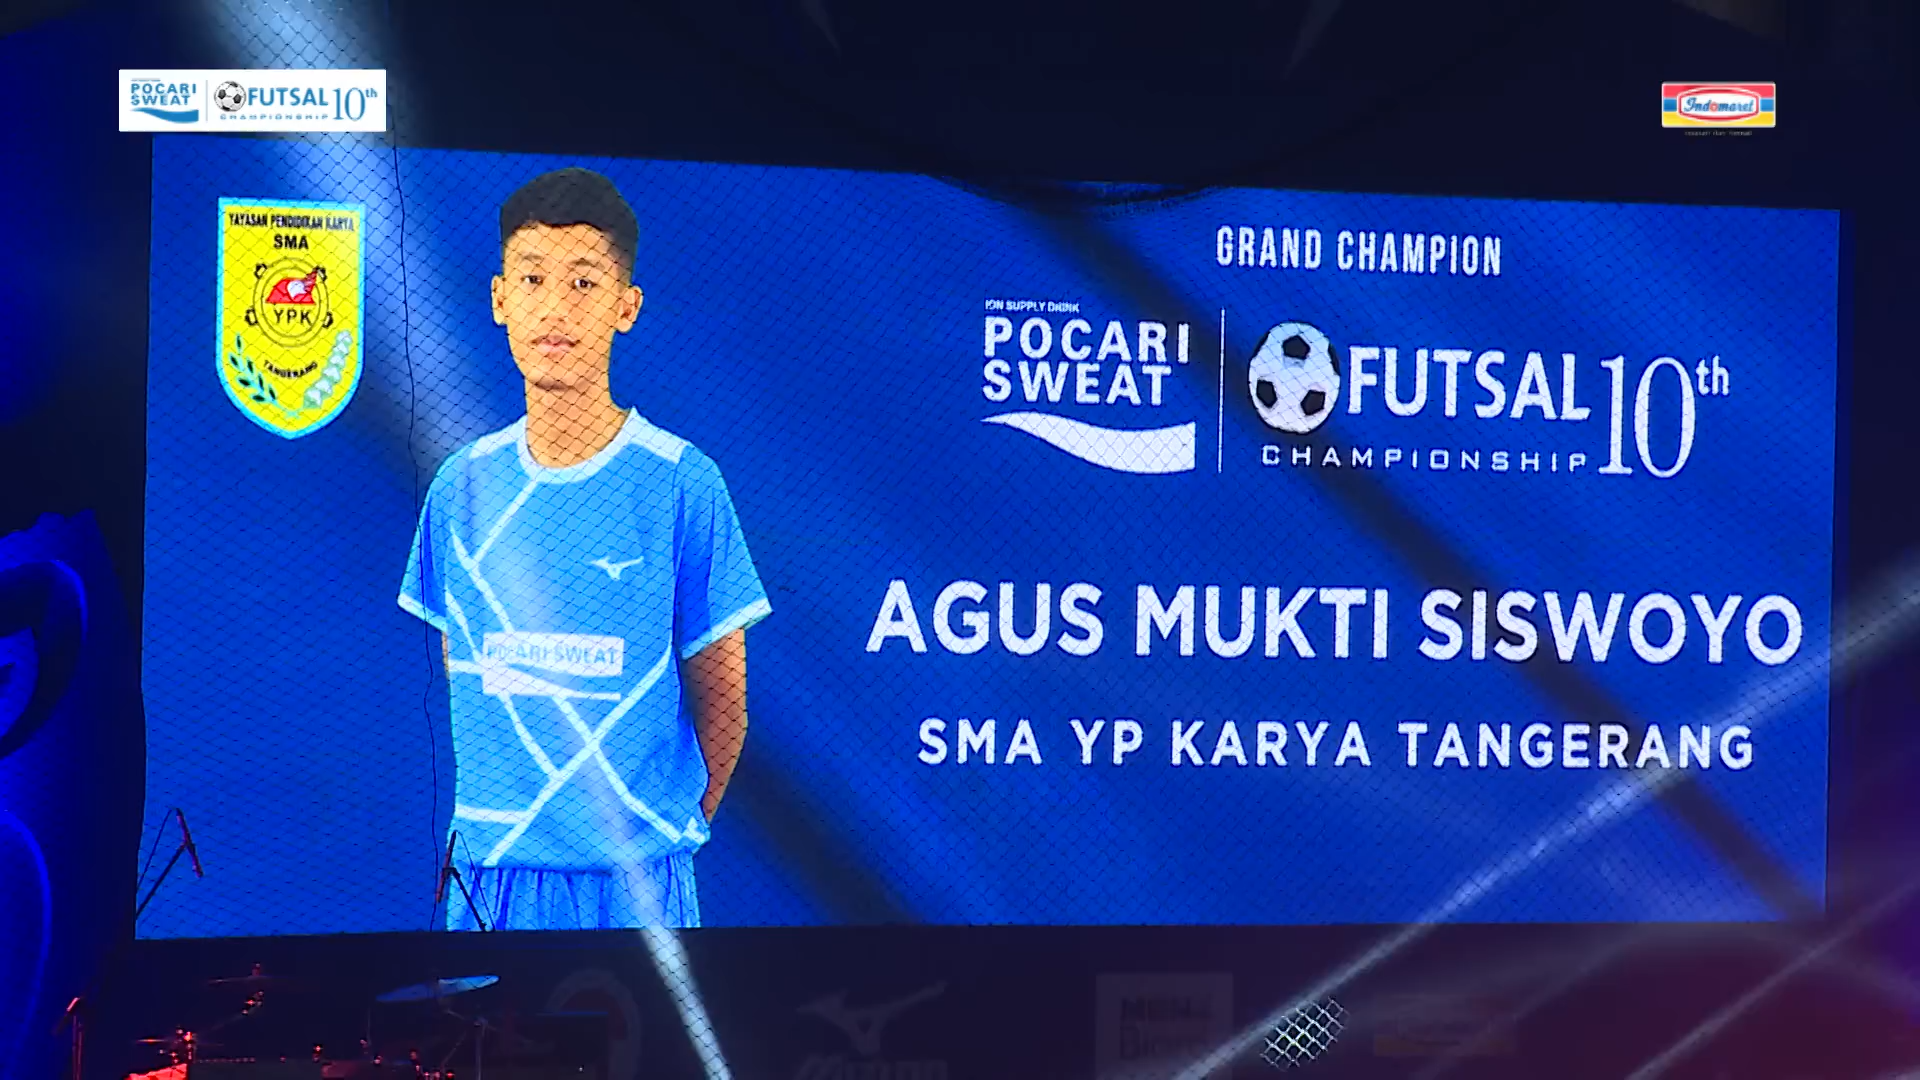 POCARI
SWEAT
FUTSAL 10th
CHAMPIONSHIP
Indomaret
YAYASAN PENDIDIKAN KARYA
SMA
YPK
TANGERANG
GRAND CHAMPION
ION SUPPLY DRINK
POCARI
SWEAT
FUTSAL 10th
CHAMPIONSHIP
POCARI SWEAT
AGUS MUKTI SISWOYO
SMA YP KARYA TANGERANG